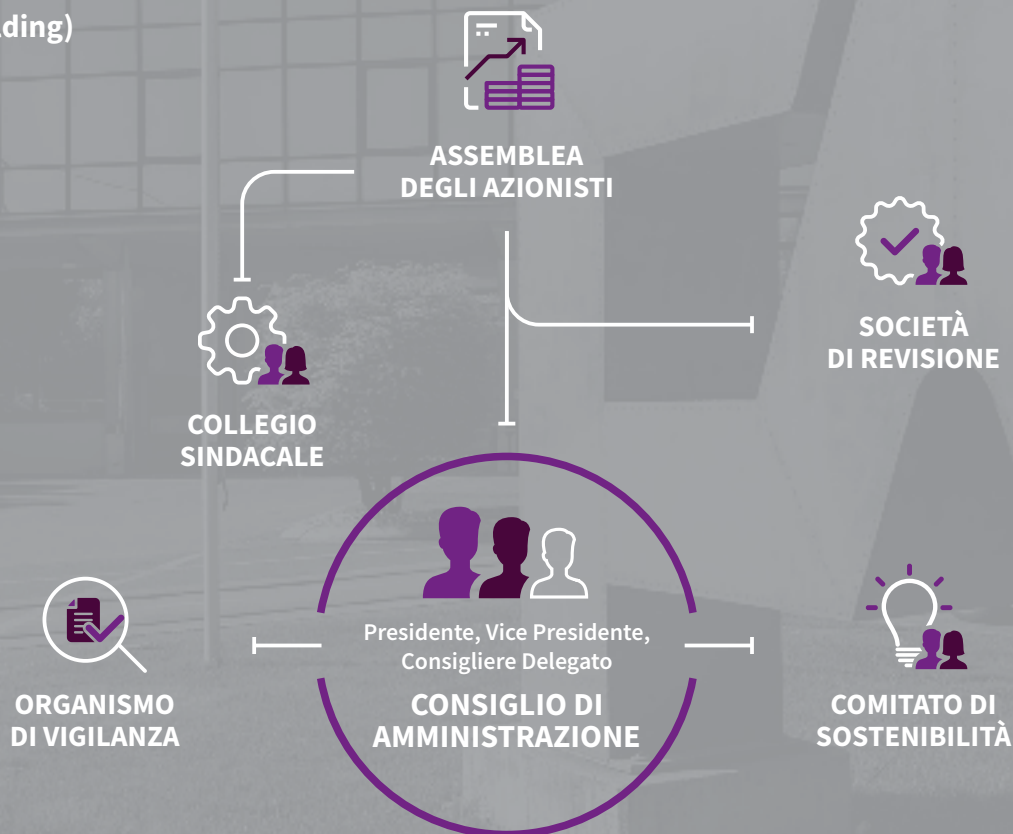 ASSEMBLEA
DEGLI AZIONISTI
SOCIETÀ
DI REVISIONE
COLLEGIO
SINDACALE
Presidente, Vice Presidente,
Consigliere Delegato
CONSIGLIO DI
AMMINISTRAZIONE
ORGANISMO
DI VIGILANZA
COMITATO DI
SOSTENIBILITÀ